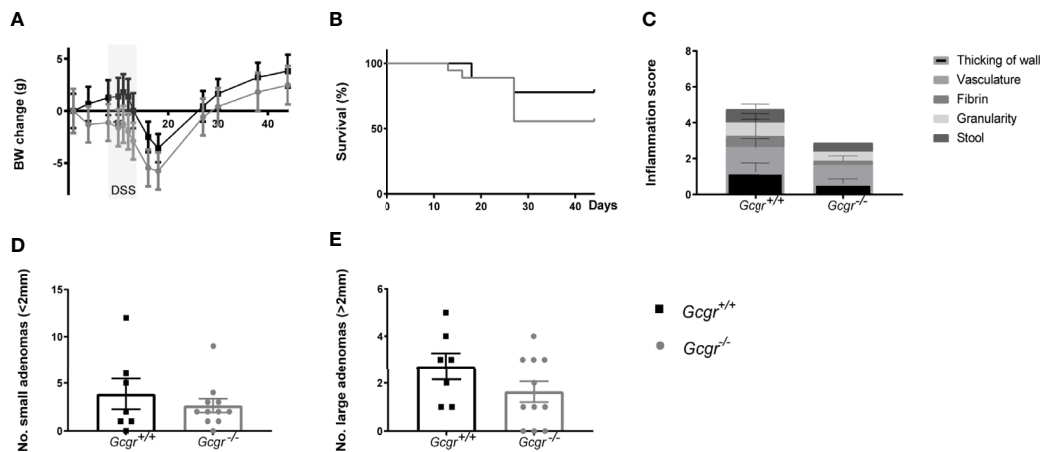 A
BW change (g)
5
0
-5
20
40
DSS
B
Survival (%)
100
50
0
0
10
20
30
40
Days
C
Inflammation score
8
6
4
2
0
Gcgr+/+
Gcgr-/-
Thicking of wall
Vasculature
Fibrin
Granularity
Stool
D
No. small adenomas (<2mm)
15
10
5
0
Gcgr+/+
Gcgr-/-
E
No. large adenomas (>2mm)
6
4
2
0
Gcgr+/+
Gcgr-/-
Gcgr+/+
Gcgr-/-